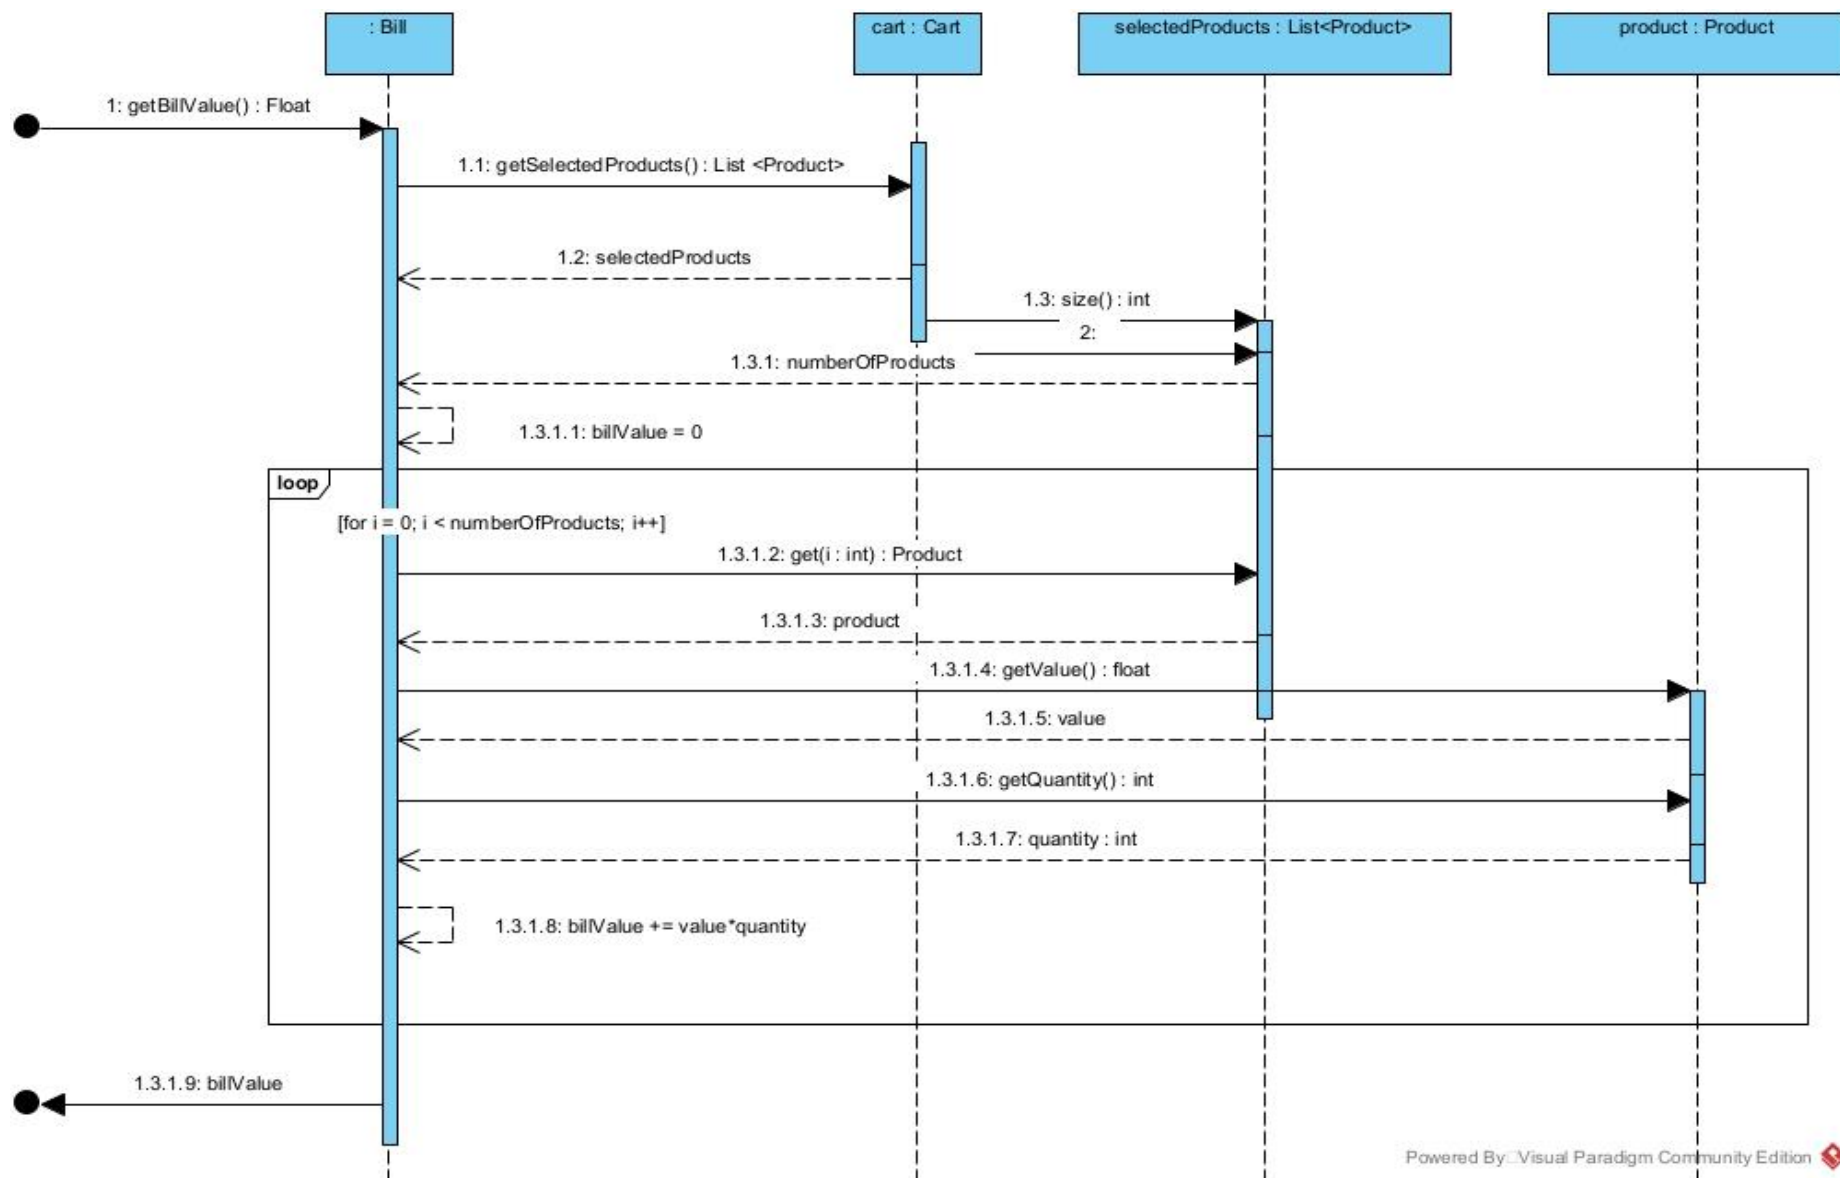 : Bill
cart : Cart
selectedProducts : List<Product>
product : Product
1: getBillValue() : Float
1.1: getSelectedProducts() : List <Product>
1.2: selectedProducts
1.3: size() : int
2:
1.3.1: numberOfProducts
1.3.1.1: billValue = 0
loop
[for i = 0; i < numberOfProducts; i++]
1.3.1.2: get(i : int) : Product
1.3.1.3: product
1.3.1.4: getValue() : float
1.3.1.5: value
1.3.1.6: getQuantity() : int
1.3.1.7: quantity : int
1.3.1.8: billValue += value*quantity
1.3.1.9: billValue
Powered By Visual Paradigm Community Edition